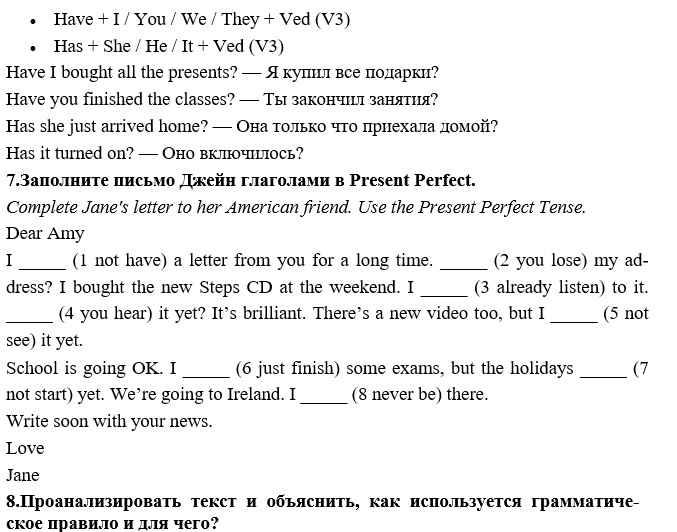 • Have + I / You / We / They + Ved (V3)
• Has + She / He / It + Ved (V3)
Have I bought all the presents? — Я купил все подарки?
Have you finished the classes? — Ты закончил занятия?
Has she just arrived home? — Она только что приехала домой?
Has it turned on? — Оно включилось?
7.Заполните письмо Джейн глаголами в Present Perfect.
Complete Jane's letter to her American friend. Use the Present Perfect Tense.
Dear Amy
I _____ (1 not have) a letter from you for a long time. _____ (2 you lose) my ad-
dress? I bought the new Steps CD at the weekend. I _____ (3 already listen) to it.
_____ (4 you hear) it yet? It’s brilliant. There’s a new video too, but I _____ (5 not
see) it yet.
School is going OK. I _____ (6 just finish) some exams, but the holidays _____ (7
not start) yet. We’re going to Ireland. I _____ (8 never be) there.
Write soon with your news.
Love
Jane
8.Проанализировать текст и объяснить, как используется грамматиче-
ское правило и для чего?